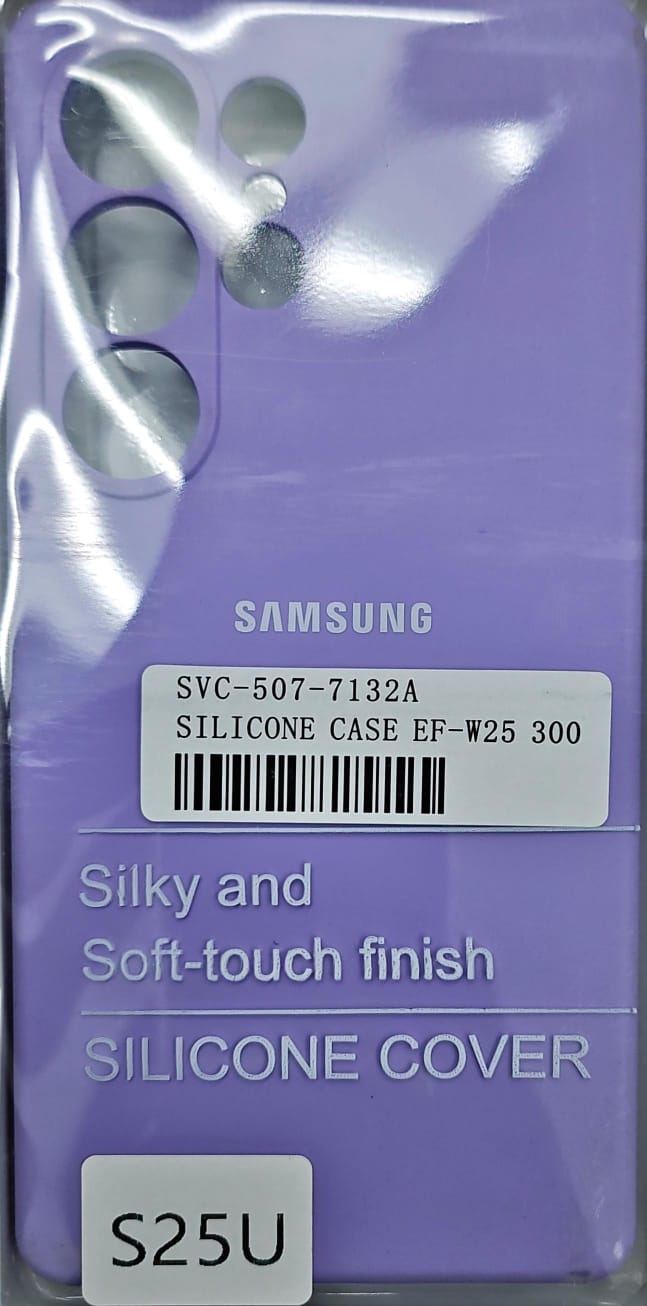 SAMSUNG
SVC-507-7132A
SILICONE CASE EF-W25 300
Silky and
Soft-touch finish
SILICONE COVER
S25U